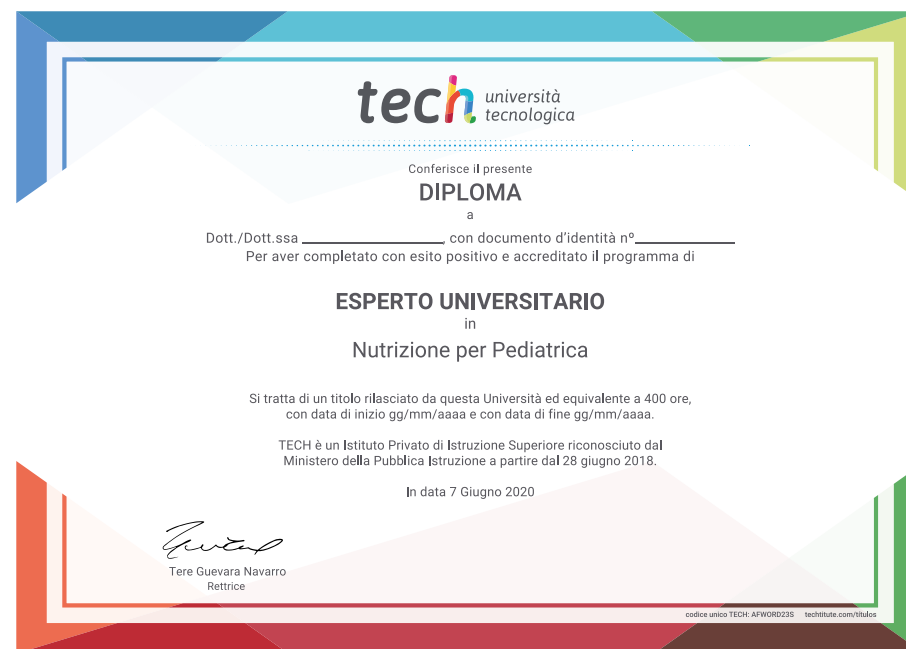 tech università
tecnologica
Conferisce il presente
DIPLOMA
a
Dott./Dott.ssa ____________________, con documento d'identità nº______________
Per aver completato con esito positivo e accreditato il programma di
ESPERTO UNIVERSITARIO
in
Nutrizione per Pediatrica
Si tratta di un titolo rilasciato da questa Università ed equivalente a 400 ore,
con data di inizio gg/mm/aaaa e con data di fine gg/mm/aaaa.
TECH è un Istituto Privato di Istruzione Superiore riconosciuto dal
Ministero della Pubblica Istruzione a partire dal 28 giugno 2018.
In data 7 Giugno 2020
Tere Guevara Navarro
Rettrice
codice unico TECH: AFWORD23S techtitute.com/titulos